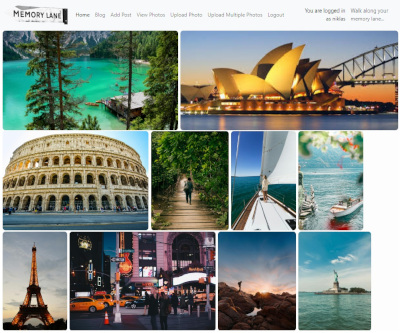 MEMORY LANE
Home Blog Add Post View Photos Upload Photo Upload Multiple Photos Logout
You are logged in
as niklas
Walk along your
memory lane...